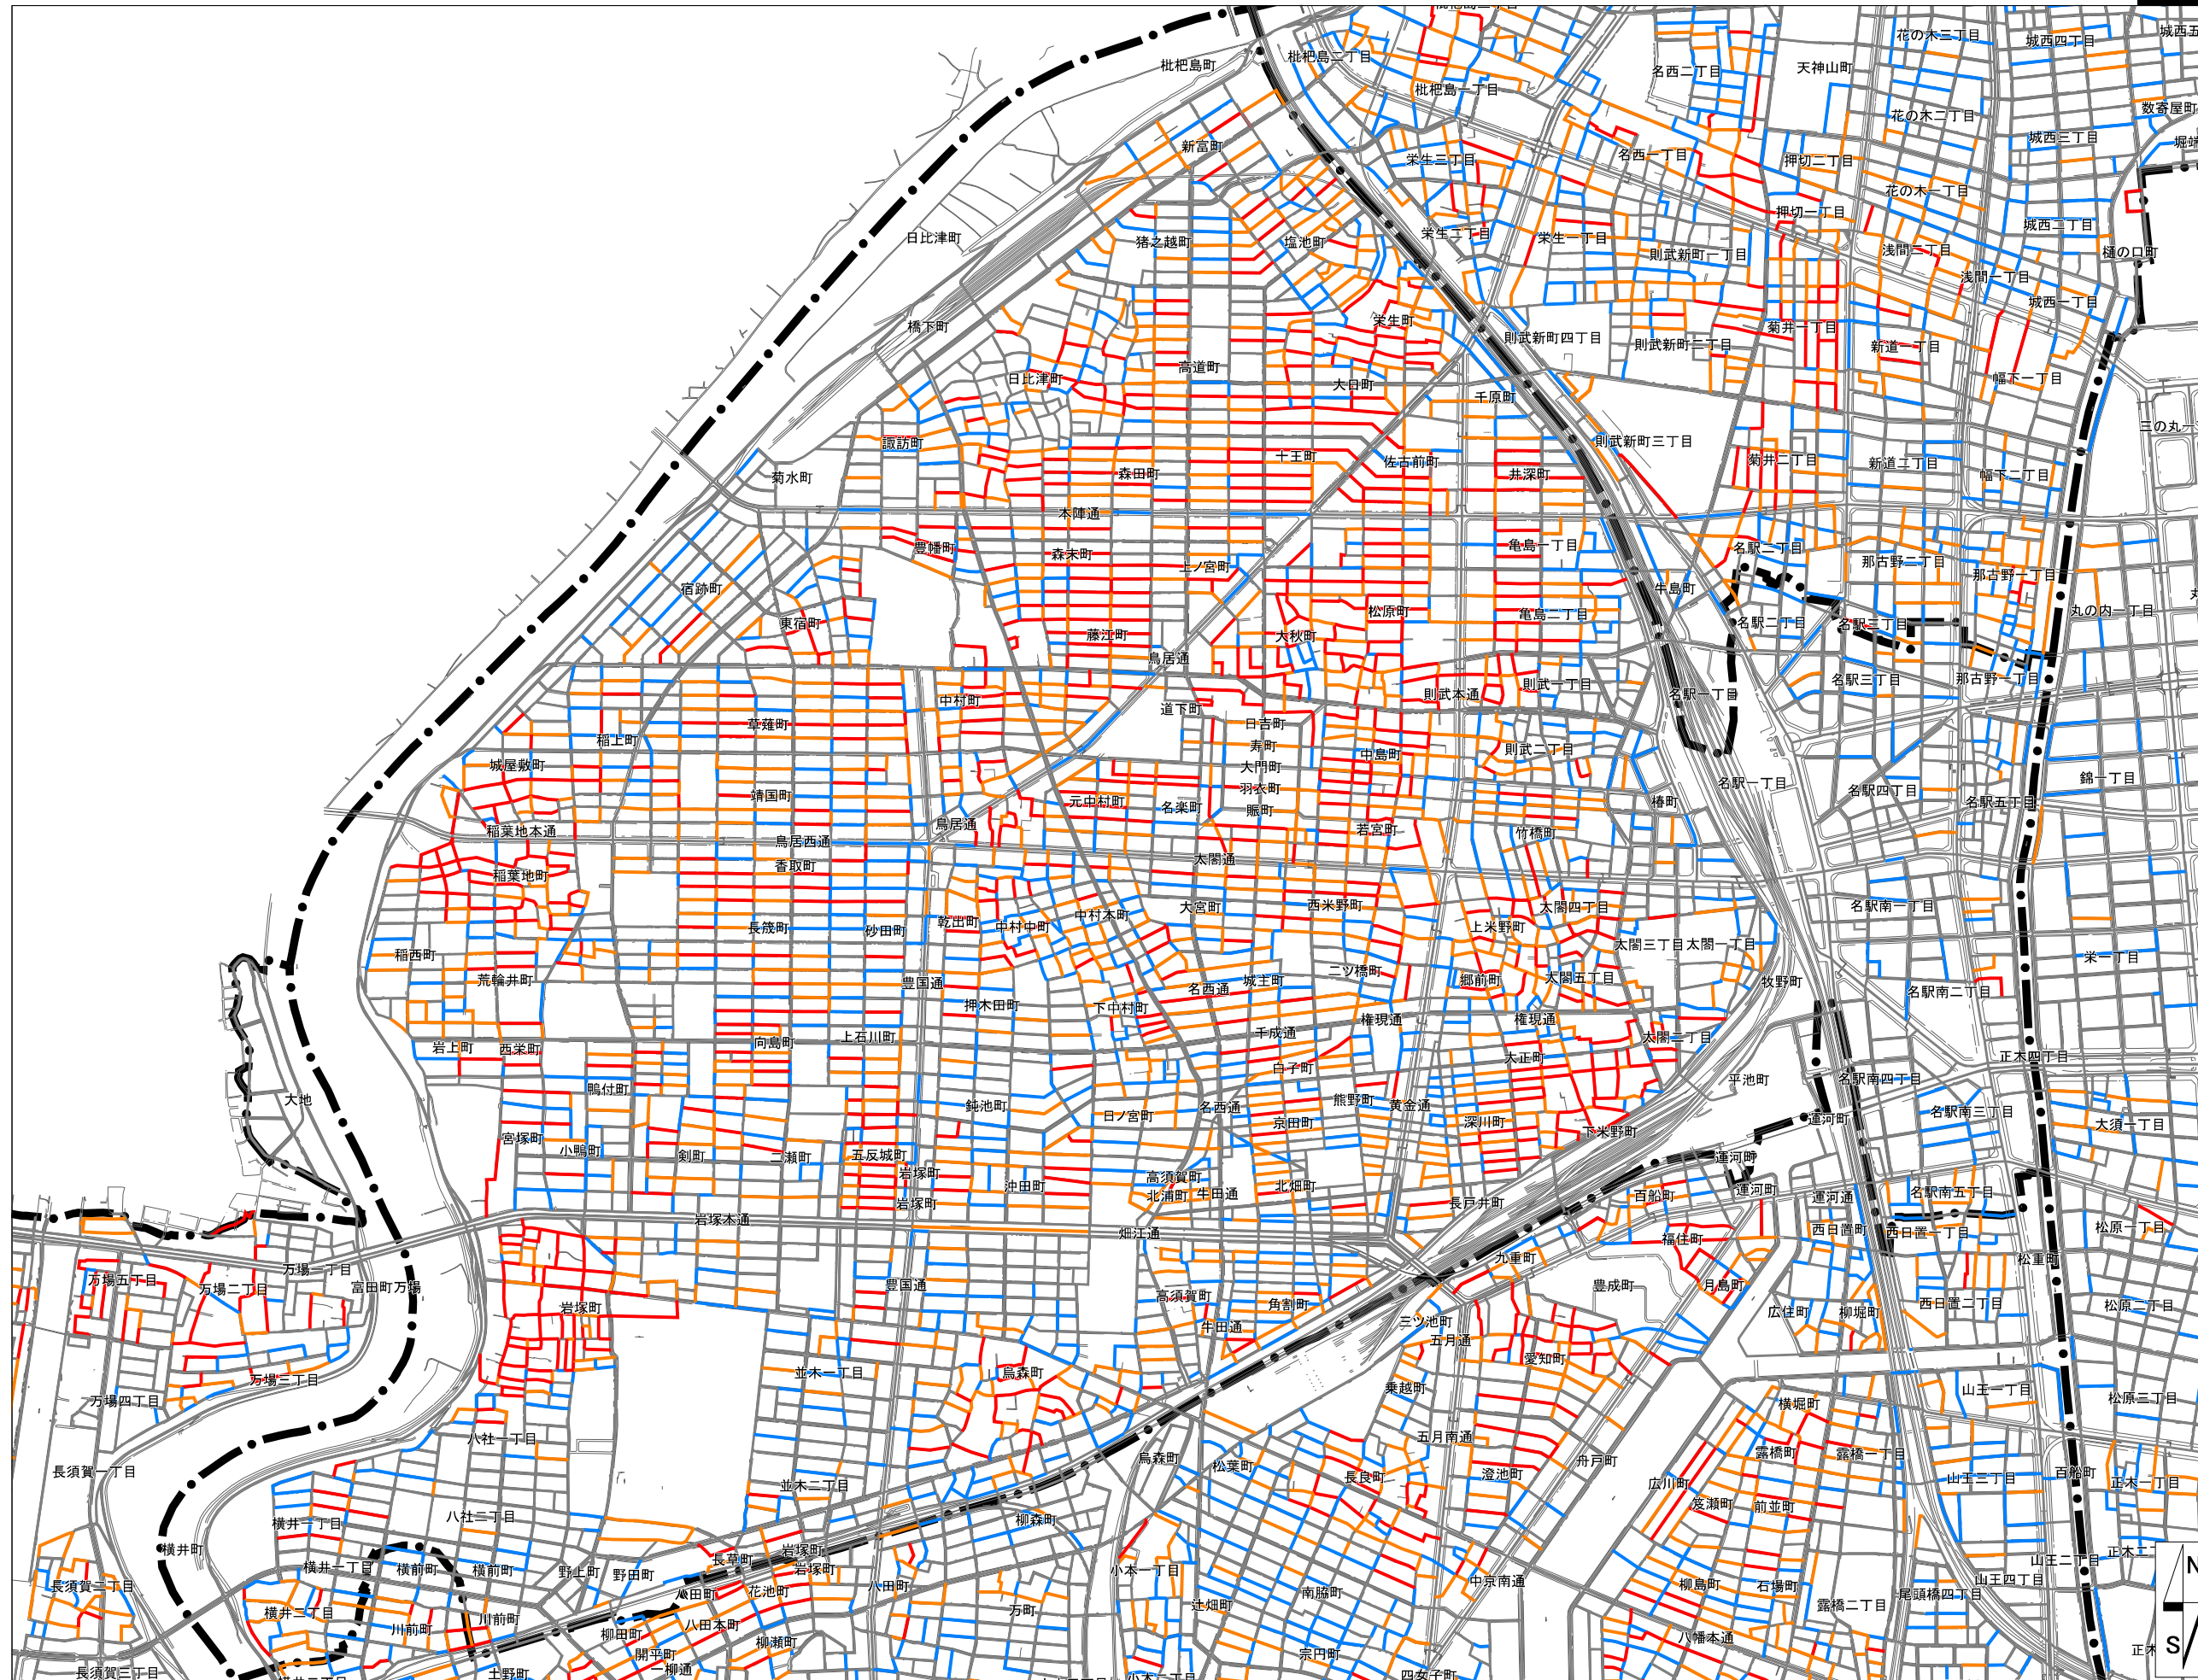 枇杷島町
枇杷島二丁目
枇杷島一丁目
名西二丁目
天神山町
花の木三丁目
城西四丁目
花の木二丁目
数寄屋町
城西三丁目
新富町
栄生三丁目
名西一丁目
押切二丁目
花の木一丁目
日比津町
猪之越町
塩池町
栄生二丁目
栄生一丁目
押切一丁目
則武新町一丁目
浅間二丁目
城西二丁目
樋の口町
浅間一丁目
城西一丁目
橋下町
栄生町
則武新町四丁目
則武新町二丁目
菊井一丁目
新道一丁目
日比津町
高道町
大日町
千原町
幅下一丁目
諏訪町
則武新町三丁目
三の丸一
菊水町
森田町
十王町
佐古前町
井深町
菊井二丁目
新道二丁目
幅下二丁目
本陣通
豊幡町
森末町
上ノ宮町
亀島一丁目
名駅二丁目
那古野二丁目
那古野一丁目
宿跡町
牛島町
東宿町
藤江町
大秋町
松原町
亀島二丁目
名駅二丁目
名駅三丁目
丸の内一丁目
鳥居通
中村町
道下町
則武本通
則武一丁目
名駅一丁目
名駅三丁目
那古野一丁目
草薙町
日吉町
稲上町
寿町
中島町
則武二丁目
城屋敷町
大門町
名駅一丁目
錦一丁目
靖国町
元中村町
名楽町
羽衣町
賑町
椿町
名駅四丁目
名駅五丁目
稲葉地本通
鳥居通
若宮町
竹橋町
鳥居西通
香取町
太閤通
稲葉地町
長筬町
砂田町
乾出町
中村中町
中村本町
大宮町
西米野町
上米野町
太閤四丁目
名駅南一丁目
稲西町
太閤三丁目
太閤一丁目
栄一丁目
荒輪井町
豊国通
名西通
城主町
二ツ橋町
郷前町
太閤五丁目
牧野町
名駅南二丁目
押木田町
下中村町
千成通
権現通
権現通
岩上町
西栄町
向島町
上石川町
太閤二丁目
正木四丁目
大正町
白子町
平池町
名駅南四丁目
鴨付町
大地
鈍池町
日ノ宮町
名西通
熊野町
黄金通
名駅南三丁目
宮塚町
京田町
深川町
下米野町
運河町
大須一丁目
小鴨町
剣町
二瀬町
五反城町
岩塚町
運河町
高須賀町
北浦町
牛田通
北畑町
沖田町
岩塚町
長戸井町
百船町
運河町
運河通
名駅南五丁目
岩塚本通
畑江通
福住町
西日置町
西日置一丁目
松原一丁目
万場五丁目
万場二丁目
万場一丁目
富田町万場
豊国通
九重町
豊成町
月島町
松重町
岩塚町
高須賀町
角割町
牛田通
三ツ池町
五月通
広住町
柳堀町
西日置二丁目
松原二丁目
並木一丁目
烏森町
愛知町
万場三丁目
万場四丁目
乗越町
横堀町
山王一丁目
松原三丁目
八社一丁目
五月南通
長須賀一丁目
烏森町
松葉町
長良町
澄池町
舟戸町
広川町
露橋町
露橋一丁目
山王三丁目
百船町
正木一丁目
並木二丁目
横井一丁目
八社二丁目
柳森町
笈瀬町
前並町
横井町
横井一丁目
横前町
横前町
野上町
野田町
長草町
岩塚町
岩塚町
小本一丁目
山王二丁目
長須賀二丁目
八田町
花池町
八田町
南脇町
中京南通
柳島町
石場町
山王四丁目
尾頭橋四丁目
横井二丁目
川前町
川前町
柳田町
八田本町
柳瀬町
万町
辻畑町
露橋二丁目
開平町
一柳通
宗円町
八幡本通
長須賀三丁目
土野町
四女子町
N
S